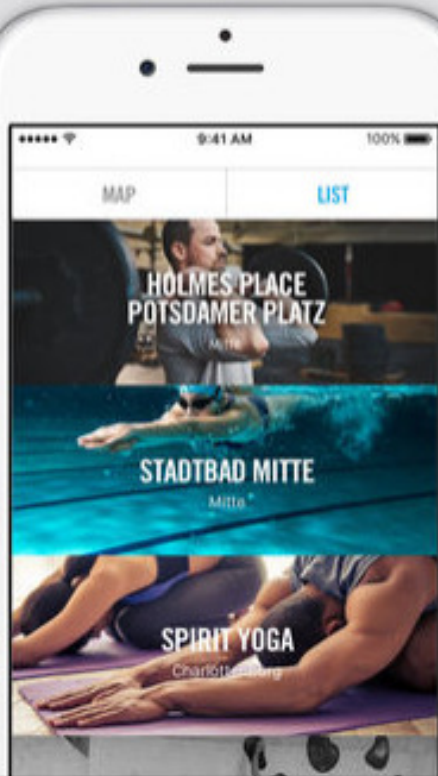 9:41 AM
100%
MAP
LIST
HOLMES PLACE
POTSDAMER PLATZ
Mitte
STADTBAD MITTE
Mitte
SPIRIT YOGA
Charlottenburg